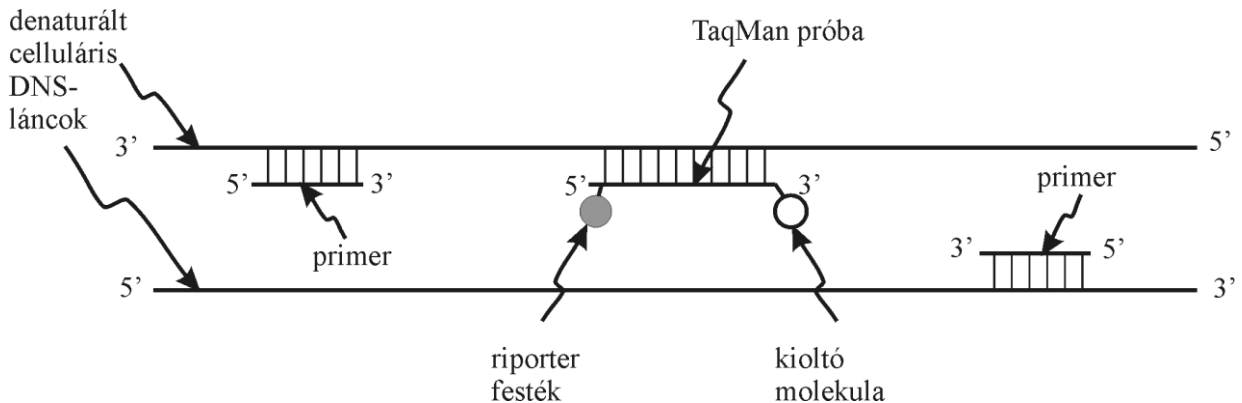 denaturált
celluláris
DNS-
láncok
TaqMan próba
3’ 5’
5’ 3’ 5’ 3’
primer
primer
3’ 5’
5’ 3’
riporter
festék
kioltó
molekula